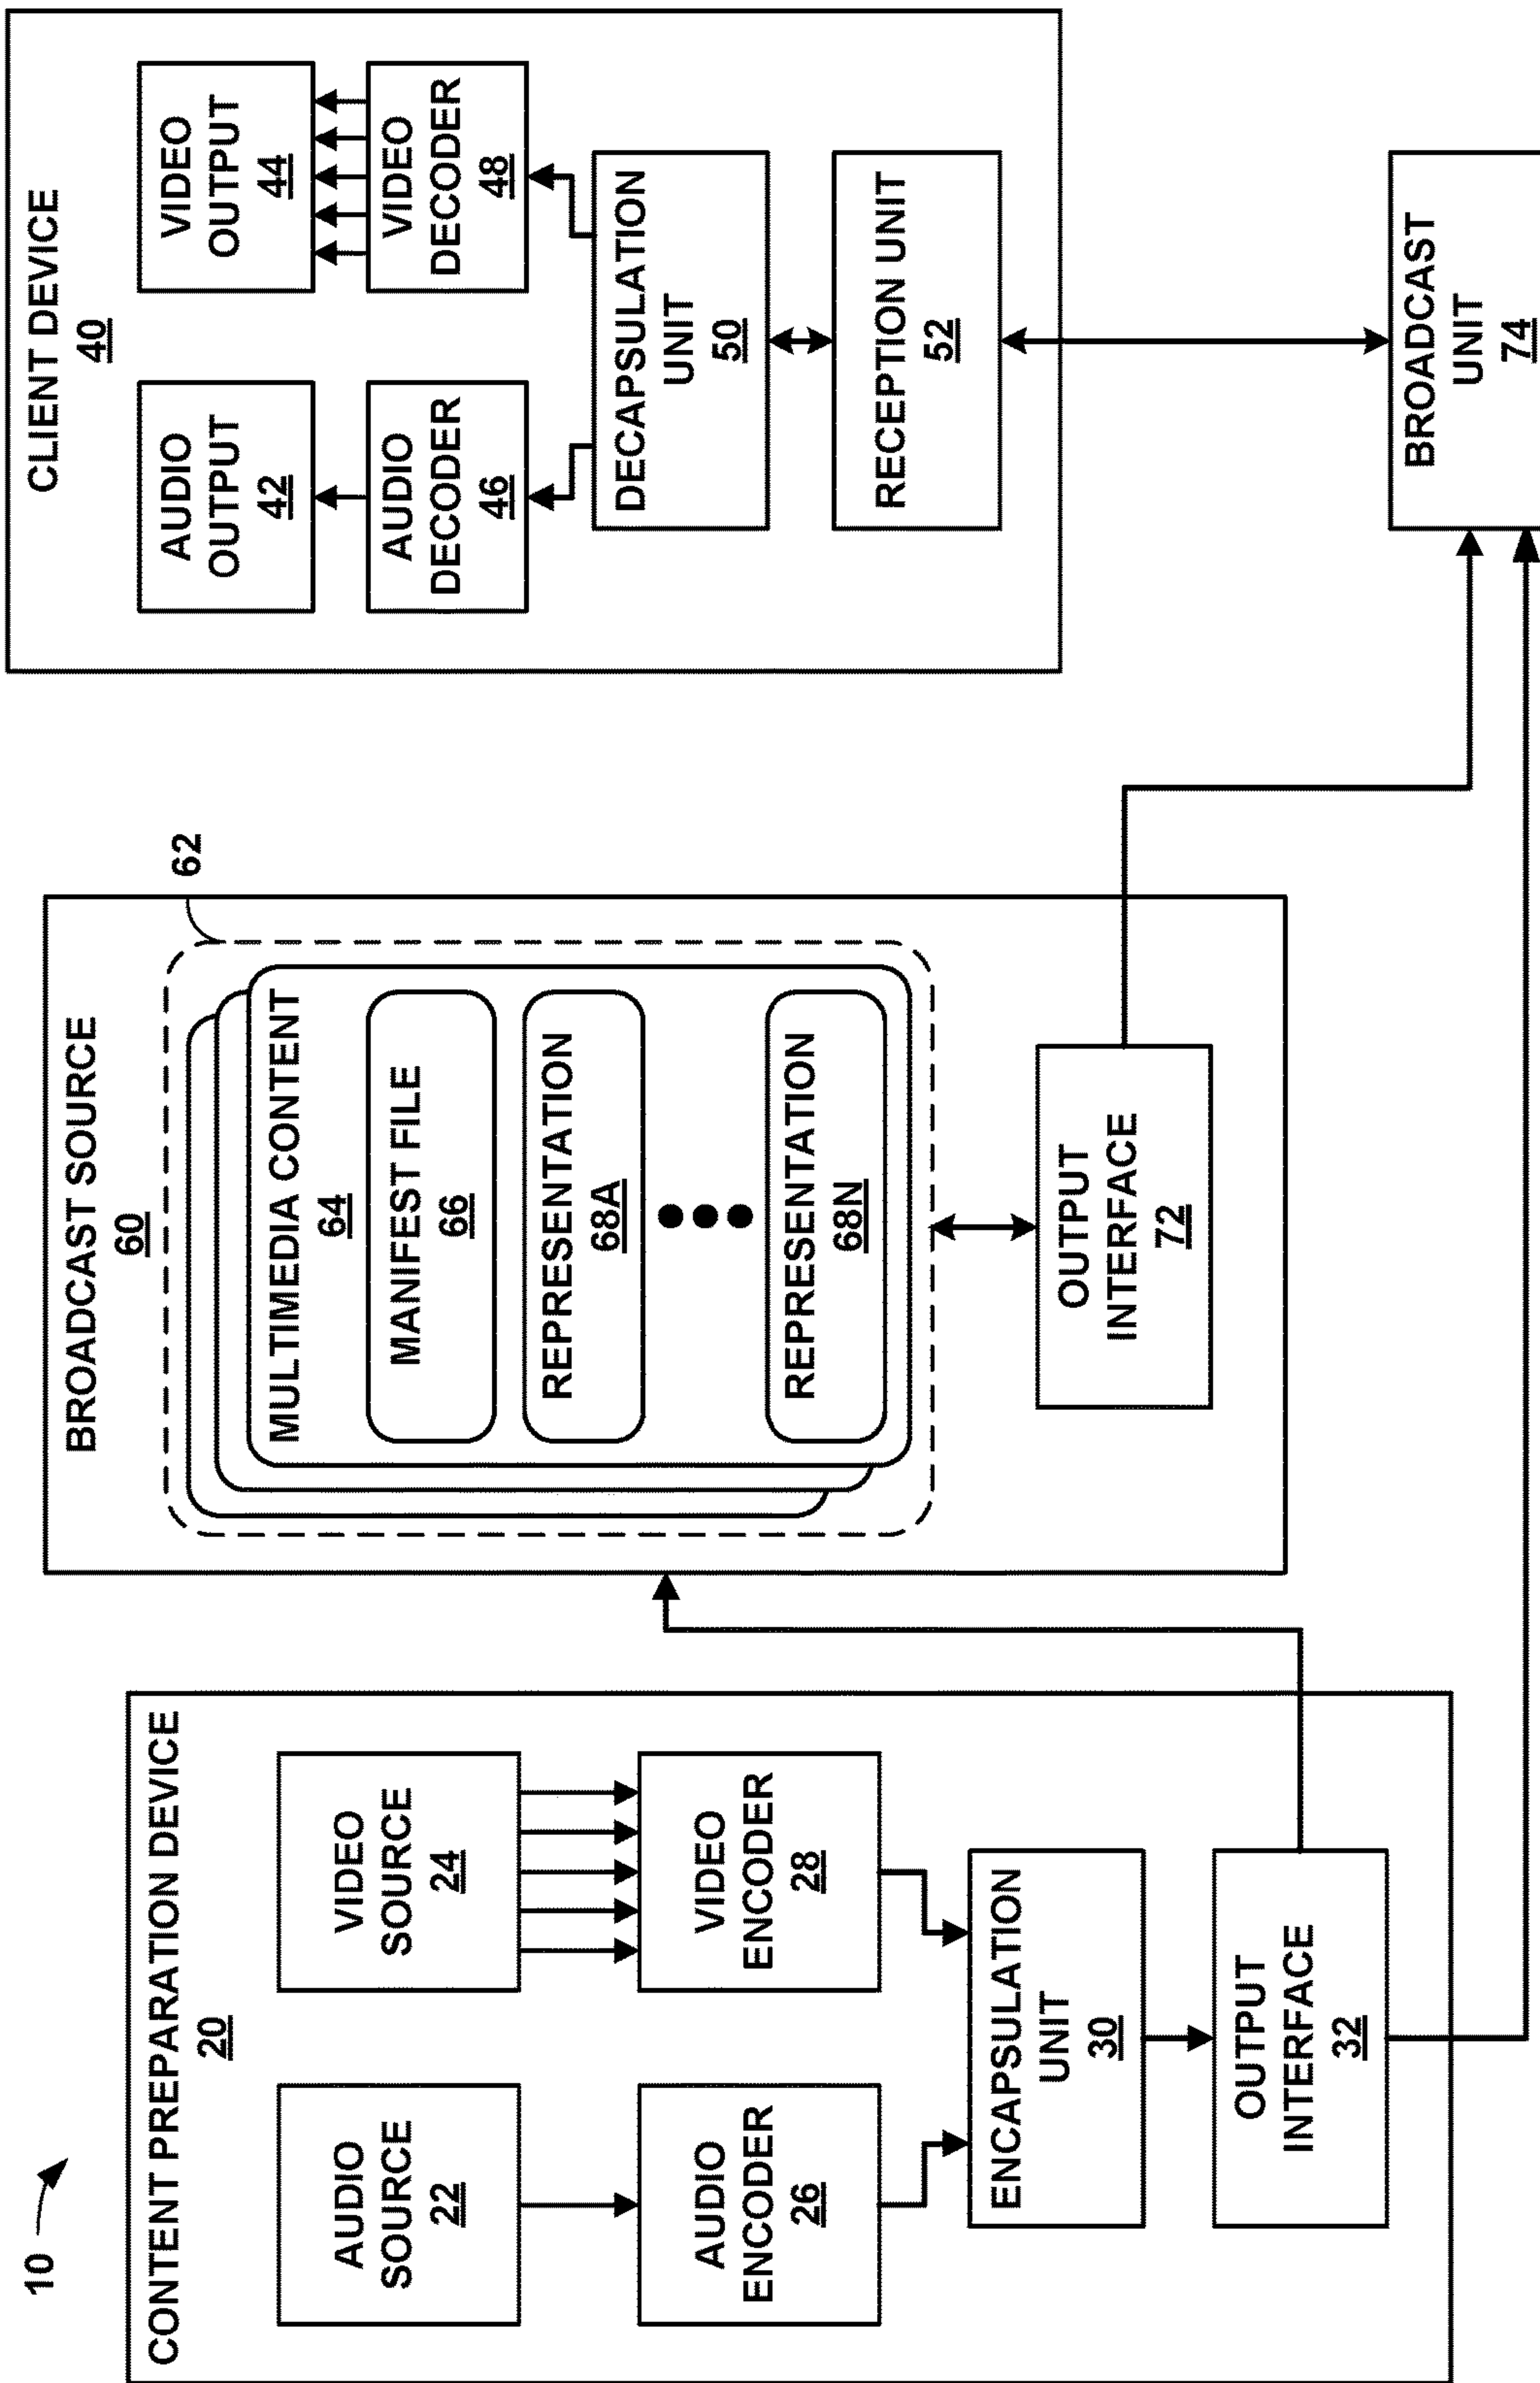 10
CONTENT PREPARATION DEVICE
20
AUDIO
SOURCE
22
VIDEO
SOURCE
24
AUDIO
ENCODER
26
VIDEO
ENCODER
28
ENCAPSULATION
UNIT
30
OUTPUT
INTERFACE
32
BROADCAST SOURCE
60
62
MULTIMEDIA CONTENT
64
MANIFEST FILE
66
REPRESENTATION
68A
REPRESENTATION
68N
OUTPUT
INTERFACE
72
CLIENT DEVICE
40
AUDIO
OUTPUT
42
VIDEO
OUTPUT
44
AUDIO
DECODER
46
VIDEO
DECODER
48
DECAPSULATION
UNIT
50
RECEPTION UNIT
52
BROADCAST
UNIT
74